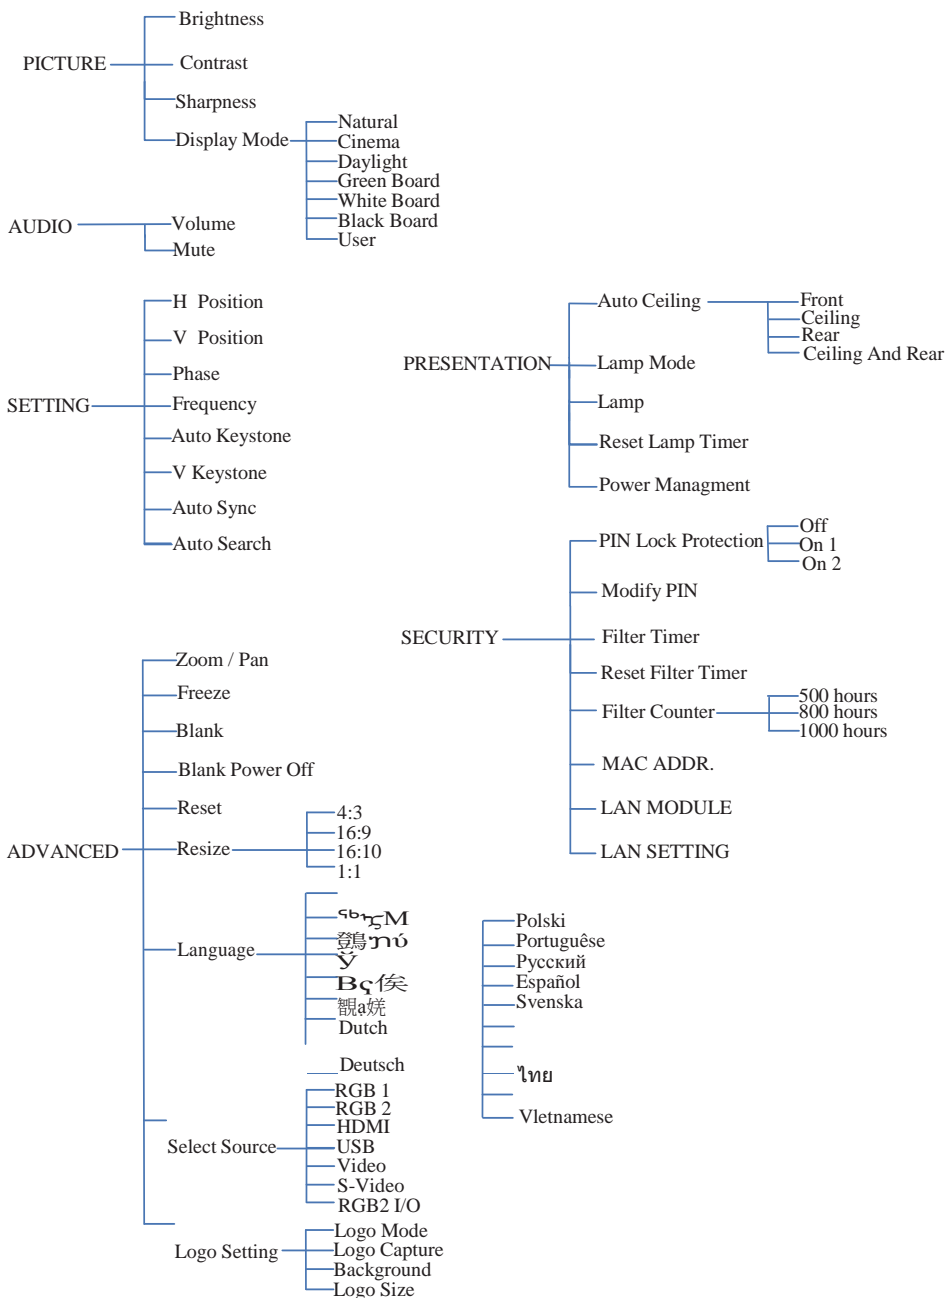 PICTURE
Brightness
Contrast
Sharpness
Display Mode
Natural
Cinema
Daylight
Green Board
White Board
Black Board
User
AUDIO
Volume
Mute
SETTING
H Position
V Position
Phase
Frequency
Auto Keystone
V Keystone
Auto Sync
Auto Search
PRESENTATION
Auto Ceiling
Front
Ceiling
Rear
Ceiling And Rear
Lamp Mode
Lamp
Reset Lamp Timer
Power Managment
SECURITY
PIN Lock Protection
Off
On 1
On 2
Modify PIN
Filter Timer
Reset Filter Timer
Filter Counter
500 hours
800 hours
1000 hours
MAC ADDR.
LAN MODULE
LAN SETTING
ADVANCED
Zoom / Pan
Freeze
Blank
Blank Power Off
Reset
Resize
4:3
16:9
16:10
1:1
Language
Dutch
Deutsch
Polski
Portuguêse
Русский
Español
Svenska
ไทย
Vletnamese
Select Source
RGB 1
RGB 2
HDMI
USB
Video
S-Video
RGB2 I/O
Logo Setting
Logo Mode
Logo Capture
Background
Logo Size